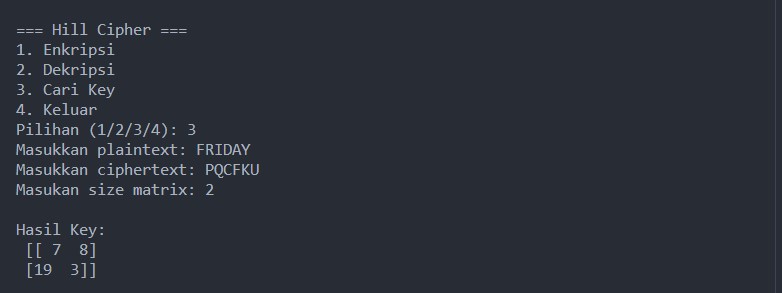 === Hill Cipher ===
1. Enkripsi
2. Dekripsi
3. Cari Key
4. Keluar
Pilihan (1/2/3/4): 3
Masukkan plaintext: FRIDAY
Masukkan ciphertext: PQCFKU
Masukan size matrix: 2

Hasil Key:
 [[ 7  8]
 [19  3]]